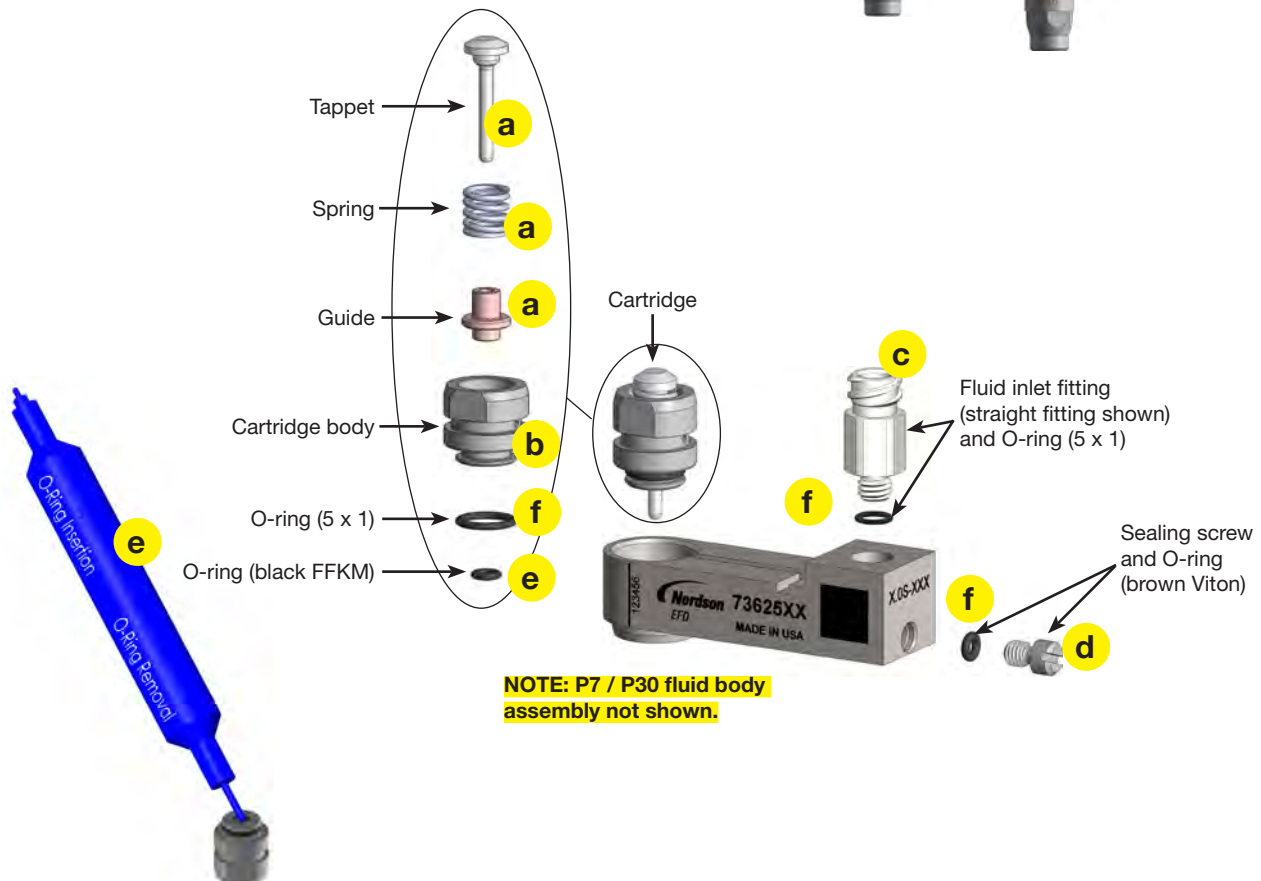 Tappet
a
Spring
a
Guide
a
Cartridge
c
Fluid inlet fitting
(straight fitting shown)
and O-ring (5 x 1)
Cartridge body
b
O-ring (5 x 1)
f
f
O-ring (black FFKM)
e
Sealing screw
and O-ring
(brown Viton)
f
d
123456
Nordson
EFD
73625XX
MADE IN USA
X.0S-XXX
NOTE: P7 / P30 fluid body
assembly not shown.
O-Ring Insertion
e
O-Ring Removal